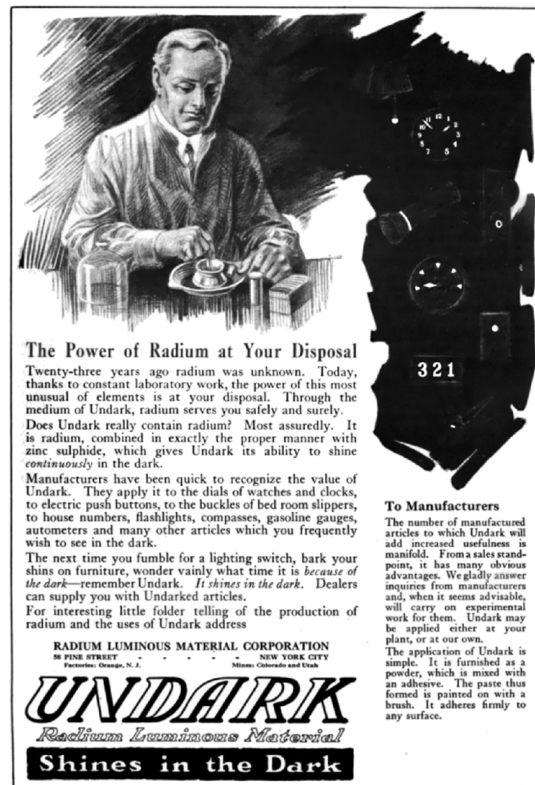 The Power of Radium at Your Disposal
Twenty-three years ago radium was unknown. Today,
thanks to constant laboratory work, the power of this most
unusual of elements is at your disposal. Through the
medium of Undark, radium serves you safely and surely.
Does Undark really contain radium? Most assuredly. It
is radium, combined in exactly the proper manner with
zinc sulphide, which gives Undark its ability to shine
continuously in the dark.
Manufacturers have been quick to recognize the value of
Undark. They apply it to the dials of watches and clocks,
to electric push buttons, to the buckles of bed room slippers,
to house numbers, flashlights, compasses, gasoline gauges,
autometers and many other articles which you frequently
wish to see in the dark.
The next time you fumble for a lighting switch, bark your
shins on furniture, wonder vainly what time it is because of
the dark—remember Undark. It shines in the dark. Dealers
can supply you with Undarked articles.
For interesting little folder telling of the production of
radium and the uses of Undark address
RADIUM LUMINOUS MATERIAL CORPORATION
58 PINE STREET - - - - - NEW YORK CITY
Factories: Orange, N. J. Mines: Colorado and Utah
UNDARK
Radium Luminous Material
Shines in the Dark
11 12 1
10 2
9 3
8 4
7 5
321
To Manufacturers
The number of manufactured
articles to which Undark will
add increased usefulness is
manifold. From a sales stand-
point, it has many obvious
advantages. We gladly answer
inquiries from manufacturers
and, when it seems advisable,
will carry on experimental
work for them. Undark may
be applied either at your
plant, or at our own.
The application of Undark is
simple. It is furnished as a
powder, which is mixed with
an adhesive. The paste thus
formed is painted on with a
brush. It adheres firmly to
any surface.